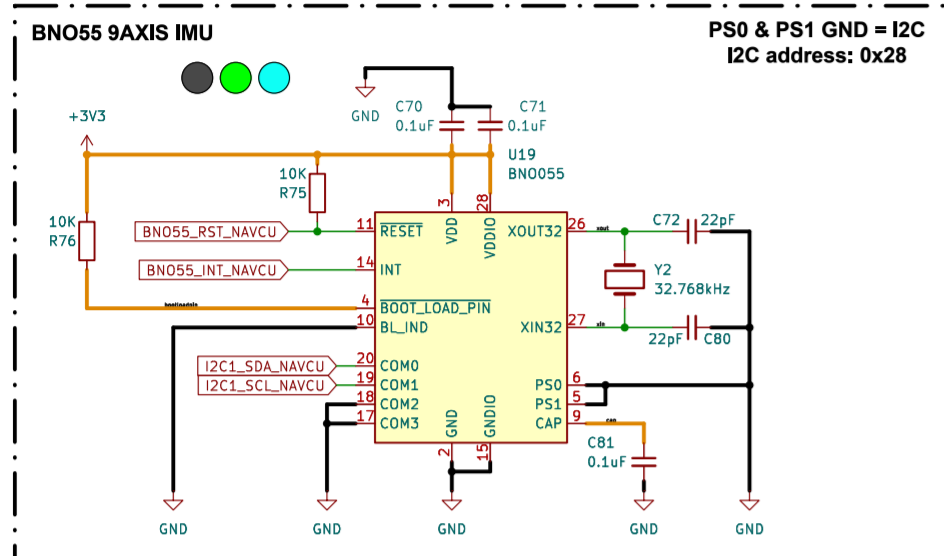 BNO55 9AXIS IMU
PS0 & PS1 GND = I2C
I2C address: 0x28
+3V3
GND
C70
0.1uF
C71
0.1uF
U19
BNO055
10K
R75
10K
R76
3
28
VDD
VDDIO
BNO55_RST_NAVCU
11
RESET
XOUT32
26
xout
C72
22pF
BNO55_INT_NAVCU
14
INT
Y2
32.768kHz
4
BOOT_LOAD_PIN
10
BL_IND
XIN32
27
xin
22pF
C80
I2C1_SDA_NAVCU
20
COM0
I2C1_SCL_NAVCU
19
COM1
PS0
6
18
COM2
PS1
5
17
COM3
CAP
9
cap
GND
GNDIO
2
15
C81
0.1uF
GND
GND
GND
GND
GND